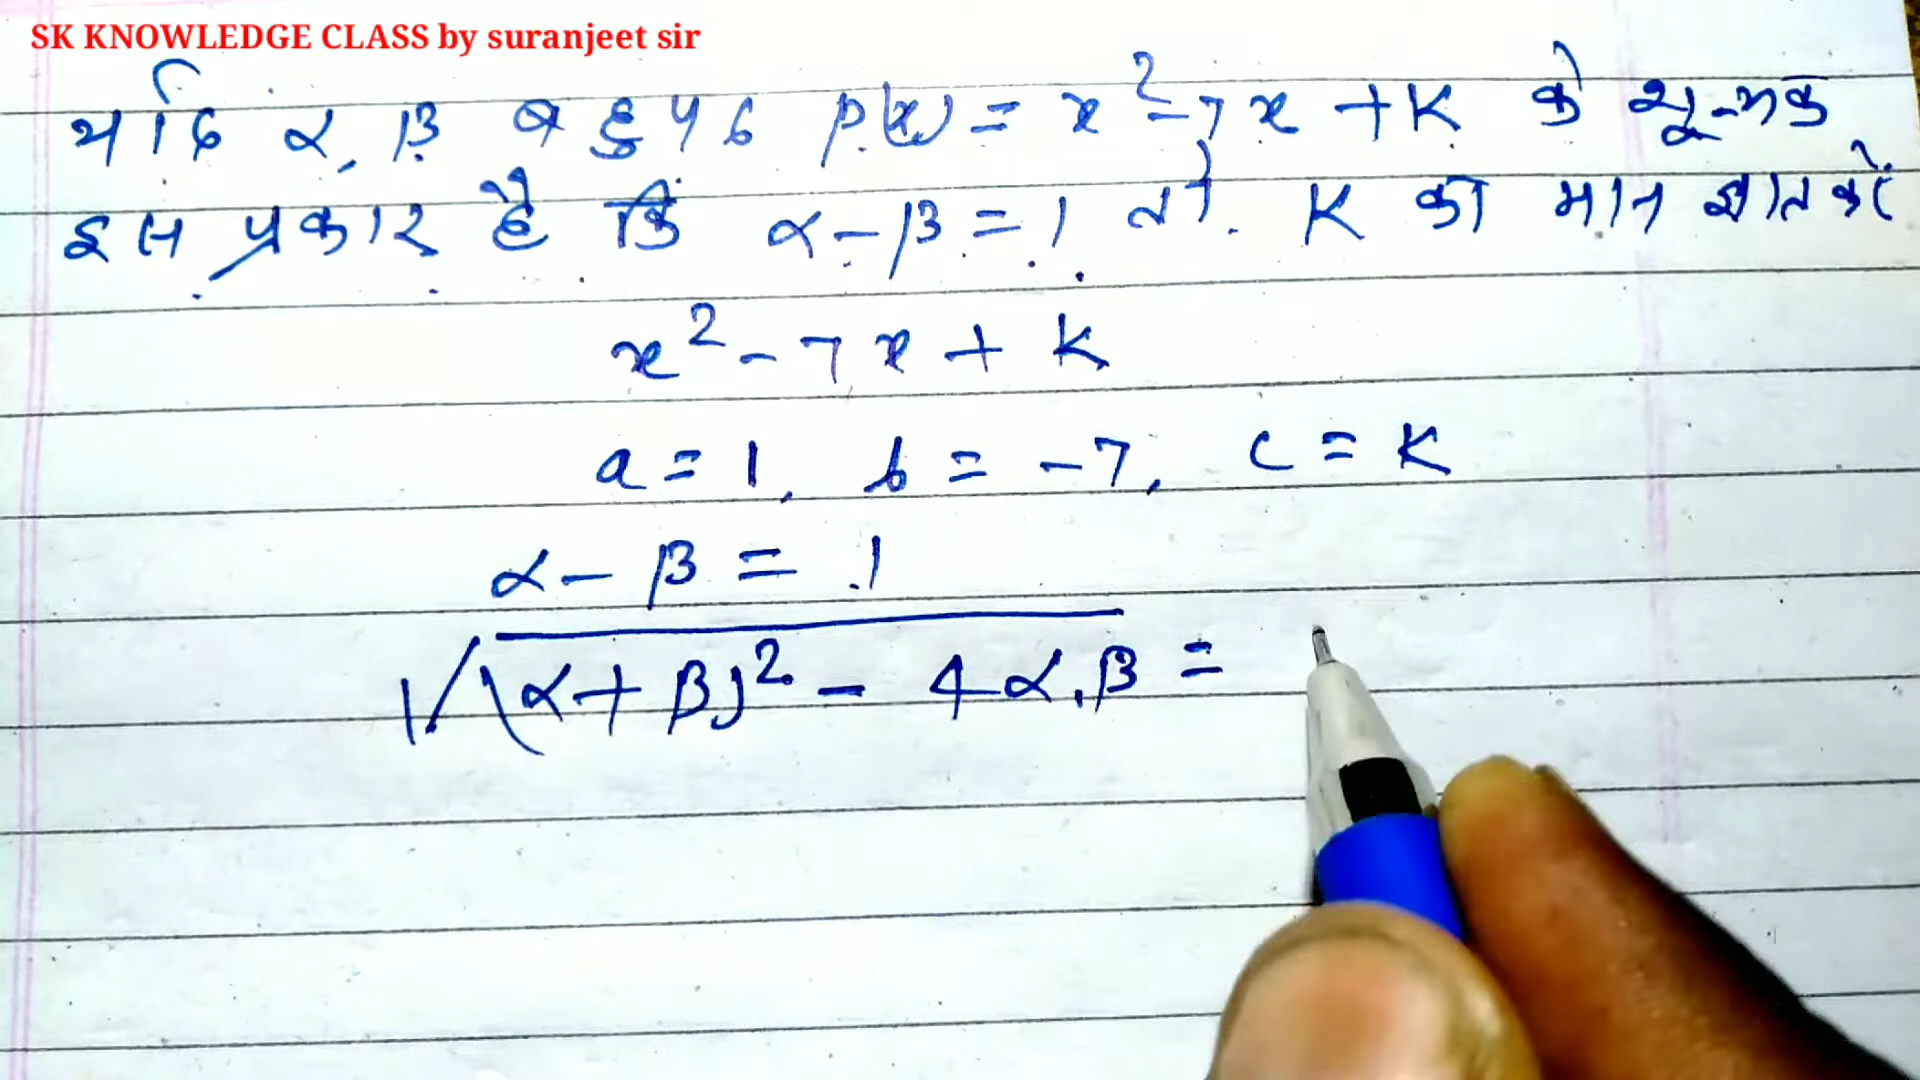 SK KNOWLEDGE CLASS by suranjeet sir
यदि α, β बहुपद p(x) = x² - 7x + K के शून्यक
इस प्रकार है कि α - β = 1 तो K का मान ज्ञात करें
x² - 7x + K
a = 1, b = -7, c = K
α - β = 1
√(α + β)² - 4α.β =